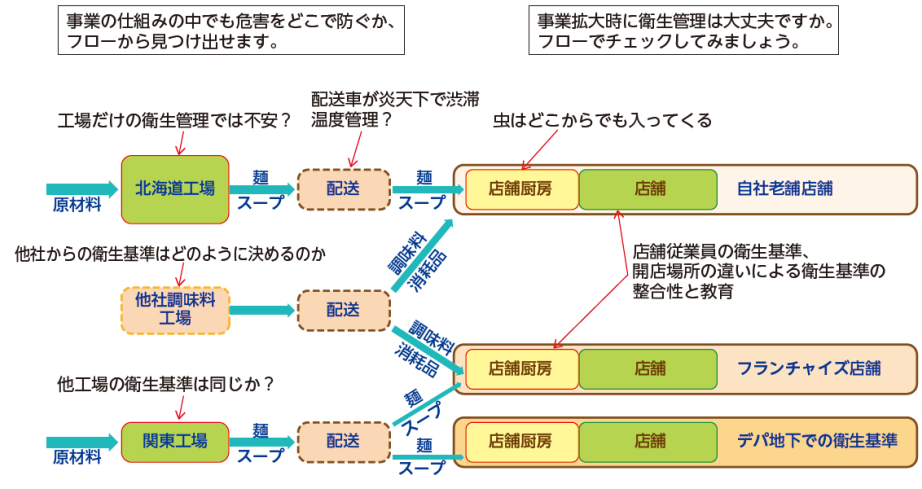 事業の仕組みの中でも危害をどこで防ぐか、
フローから見つけ出せます。
事業拡大時に衛生管理は大丈夫ですか。
フローでチェックしてみましょう。
工場だけの衛生管理では不安？
配送車が炎天下で渋滞
温度管理？
虫はどこからでも入ってくる
原材料
北海道工場
麺
スープ
配送
麺
スープ
店舗厨房
店舗
自社老舗店舗
他社からの衛生基準はどのように決めるのか
調味料
消耗品
店舗従業員の衛生基準、
開店場所の違いによる衛生基準の
整合性と教育
他社調味料
工場
配送
調味料
消耗品
店舗厨房
店舗
フランチャイズ店舗
他工場の衛生基準は同じか？
麺
スープ
原材料
関東工場
麺
スープ
配送
麺
スープ
店舗厨房
店舗
デパ地下での衛生基準